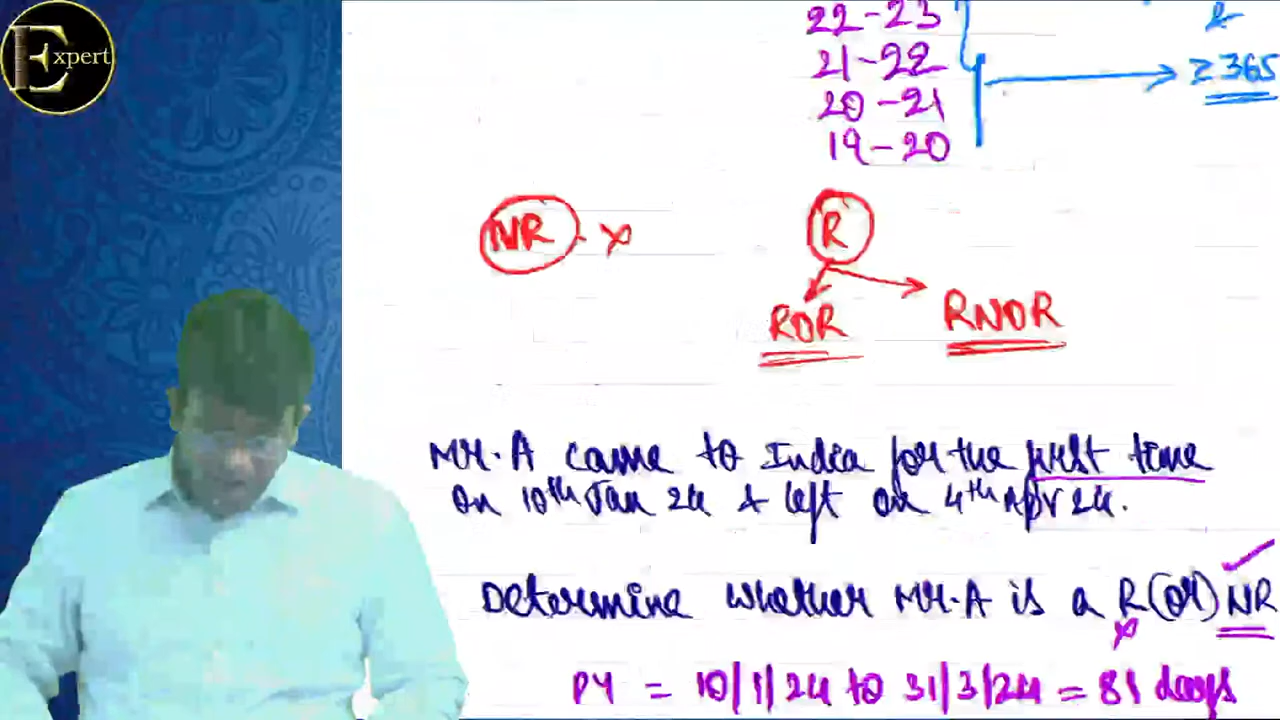 Expert
22-23
21-22
20-21
19-20
2
≥365
NR x
R
ROR
RNOR
Mr. A came to India for the first time
on 10th Jan 24 & left on 4th Apr 24.
Determine whether Mr. A is a R (or) NR
x
PY = 10/1/24 to 31/3/24 = 81 days